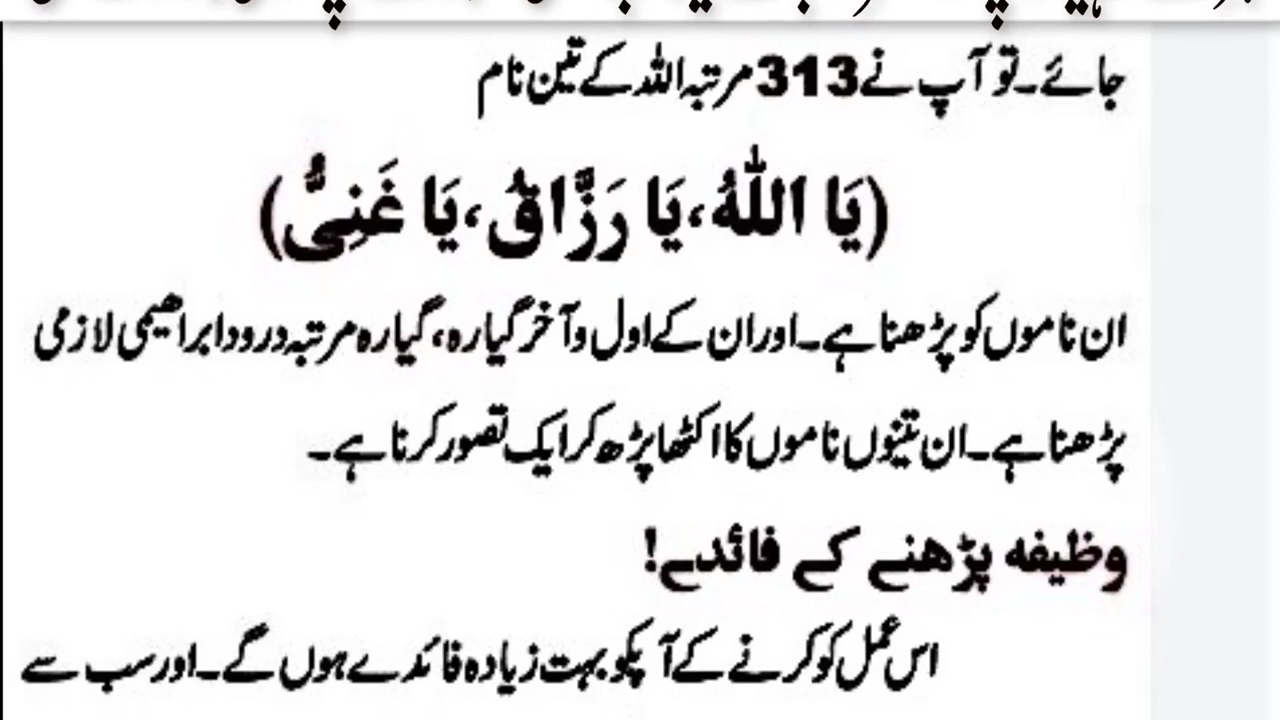 جائے۔تو آپ نے 313 مرتبہ اللہ کے تین نام
(یَا اللّٰہُ،یَا رَزَّاقُ،یَا غَنِیُّ)
ان ناموں کو پڑھنا ہے۔اور ان کے اول وآخر گیارہ، گیارہ مرتبہ درود ابراھیمی لازمی
پڑھنا ہے۔ان تینوں ناموں کا اکٹھا پڑھ کر ایک تصور کرنا ہے۔
وظیفہ پڑھنے کے فائدے!
اس عمل کو کرنے کے آپکو بہت زیادہ فائدے ہوں گے۔اور سب سے